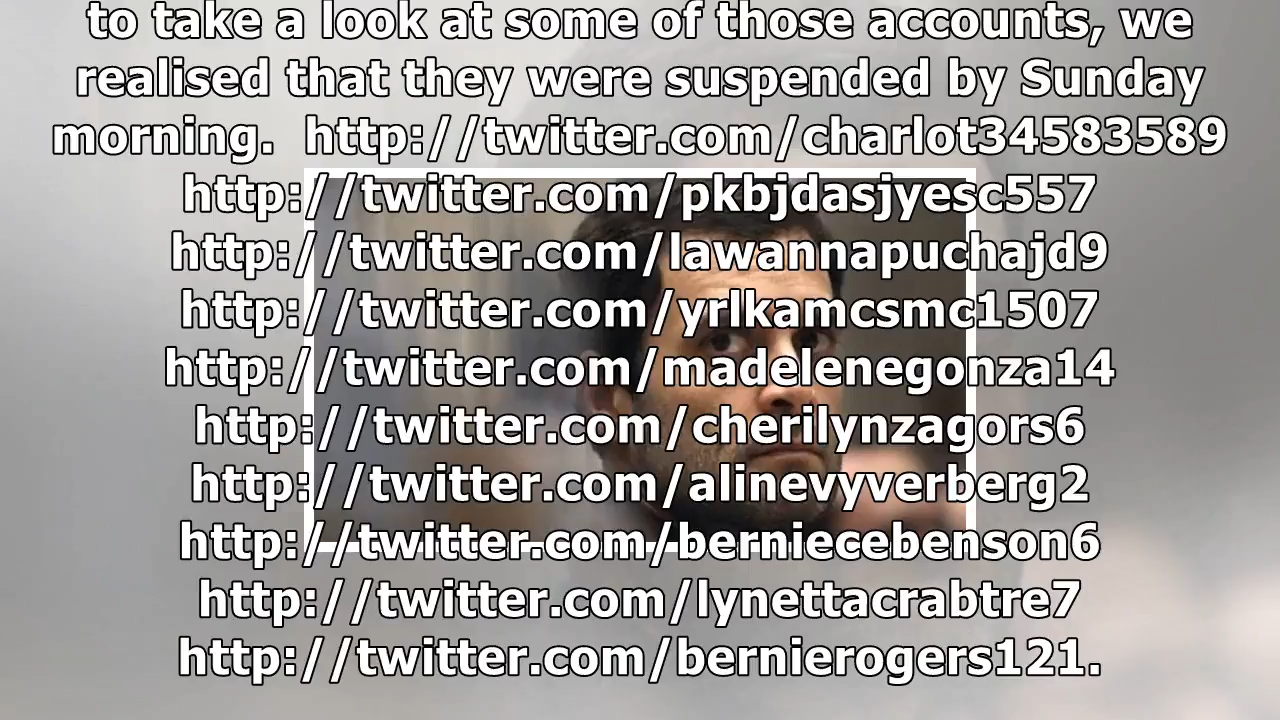 to take a look at some of those accounts, we
realised that they were suspended by Sunday
morning.  http://twitter.com/charlot34583589
http://twitter.com/pkbjdasjyesc557
http://twitter.com/lawannapuchajd9
http://twitter.com/yrlkamcsmc1507
http://twitter.com/madelenegonza14
http://twitter.com/cherilynzagors6
http://twitter.com/alinevyverberg2
http://twitter.com/berniecebenson6
http://twitter.com/lynettacrabtre7
http://twitter.com/bernierogers121.